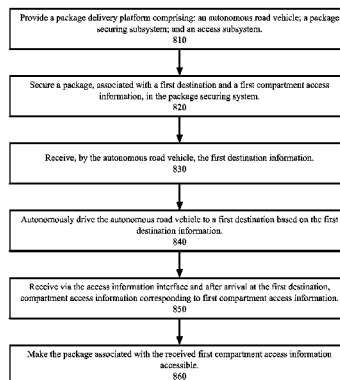 Provide a package delivery platform comprising: an autonomous road vehicle; a package
securing subsystem; and an access subsystem.
810
Secure a package, associated with a first destination and a first compartment access
information, in the package securing system.
820
Receive, by the autonomous road vehicle, the first destination information.
830
Autonomously drive the autonomous road vehicle to a first destination based on the first
destination information.
840
Receive via the access information interface and after arrival at the first destination,
compartment access information corresponding to first compartment access information.
850
Make the package associated with the received first compartment access information
accessible.
860